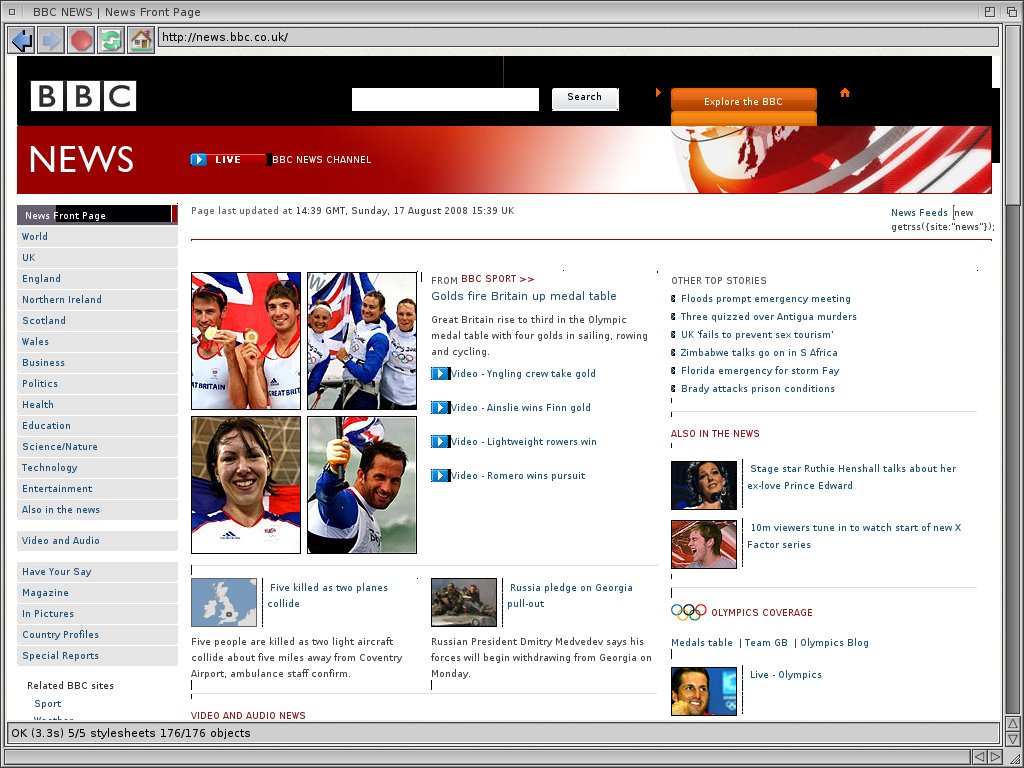 BBC NEWS | News Front Page
http://news.bbc.co.uk/
BBC
Search
Explore the BBC
NEWS
LIVE BBC NEWS CHANNEL
News Front Page
World
UK
England
Northern Ireland
Scotland
Wales
Business
Politics
Health
Education
Science/Nature
Technology
Entertainment
Also in the news
Video and Audio
Have Your Say
Magazine
In Pictures
Country Profiles
Special Reports
Related BBC sites
Sport
Weather
Page last updated at 14:39 GMT, Sunday, 17 August 2008 15:39 UK
News Feeds [new
getrss({site:"news"});
FROM BBC SPORT >>
Golds fire Britain up medal table
Great Britain rise to third in the Olympic
medal table with four golds in sailing, rowing
and cycling.
Video - Yngling crew take gold
Video - Ainslie wins Finn gold
Video - Lightweight rowers win
Video - Romero wins pursuit
Five killed as two planes
collide
Five people are killed as two light aircraft
collide about five miles away from Coventry
Airport, ambulance staff confirm.
Russia pledge on Georgia
pull-out
Russian President Dmitry Medvedev says his
forces will begin withdrawing from Georgia on
Monday.
VIDEO AND AUDIO NEWS
OTHER TOP STORIES
Floods prompt emergency meeting
Three quizzed over Antigua murders
UK 'fails to prevent sex tourism'
Zimbabwe talks go on in S Africa
Florida emergency for storm Fay
Brady attacks prison conditions
ALSO IN THE NEWS
Stage star Ruthie Henshall talks about her
ex-love Prince Edward
10m viewers tune in to watch start of new X
Factor series
OLYMPICS COVERAGE
Medals table | Team GB | Olympics Blog
Live - Olympics
OK (3.3s) 5/5 stylesheets 176/176 objects